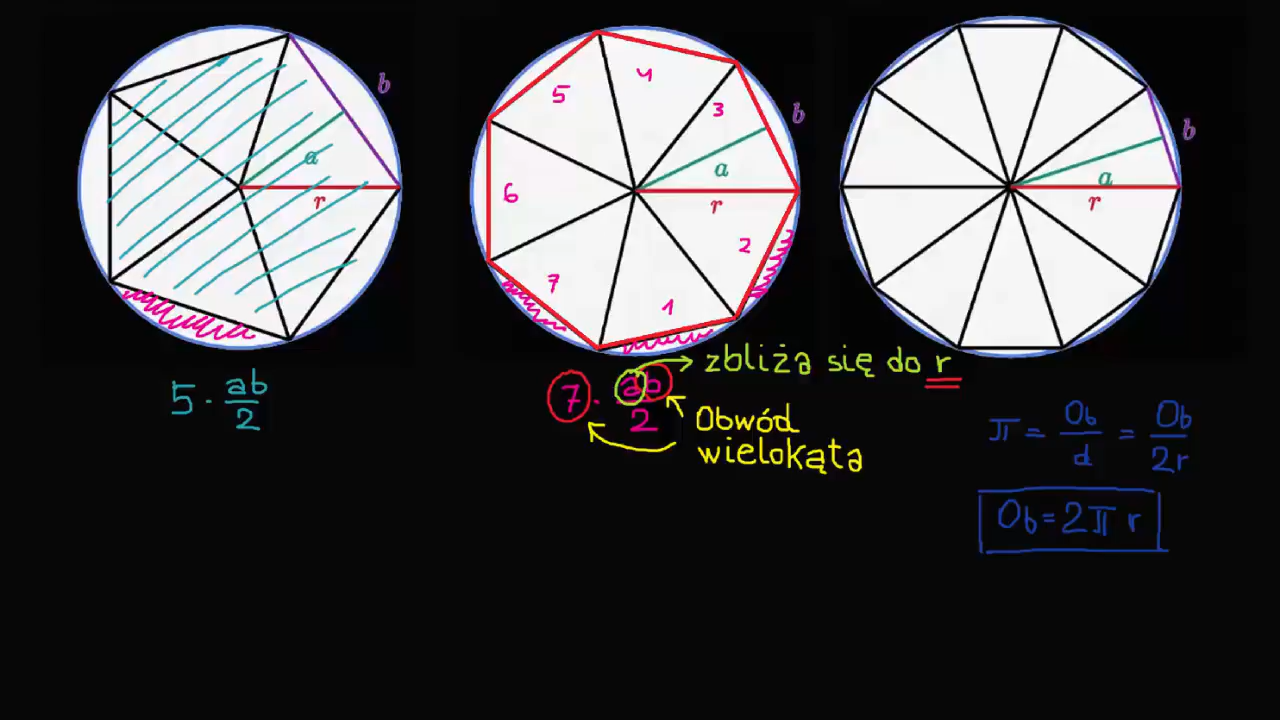 b
a
r
5 · ab/2
4
5
3
b
a
6
r
2
7
1
zbliża się do r
7 · ab/2
Obwód
wielokąta
b
a
r
π = Ob/d = Ob/2r
Ob = 2π r